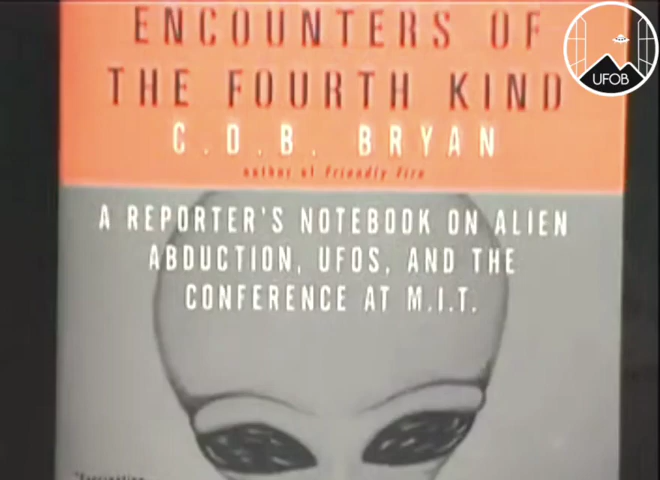 ENCOUNTERS OF
THE FOURTH KIND
C.D.B. BRYAN
author of Friendly Fire
A REPORTER'S NOTEBOOK ON ALIEN
ABDUCTION, UFOS, AND THE
CONFERENCE AT M.I.T.
UFOB